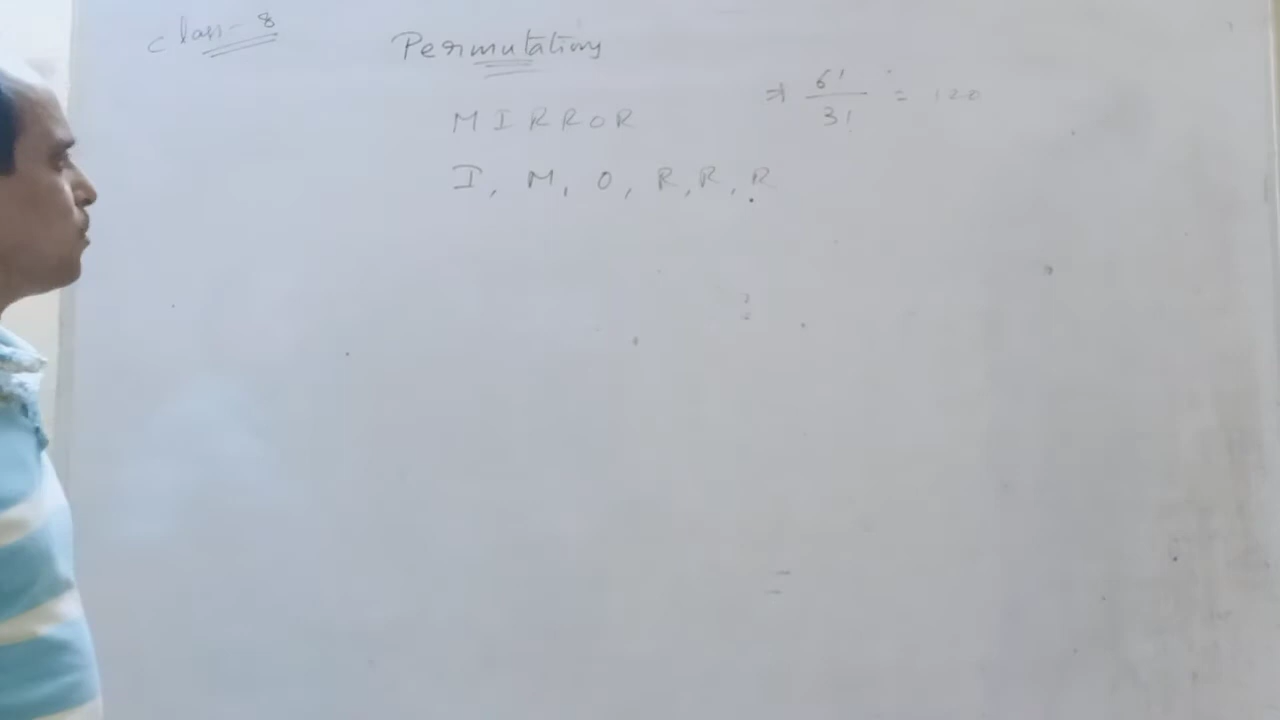 Class-8
Permutations
MIRROR
⇒ 6!/3! = 120
I, M, O, R, R, R